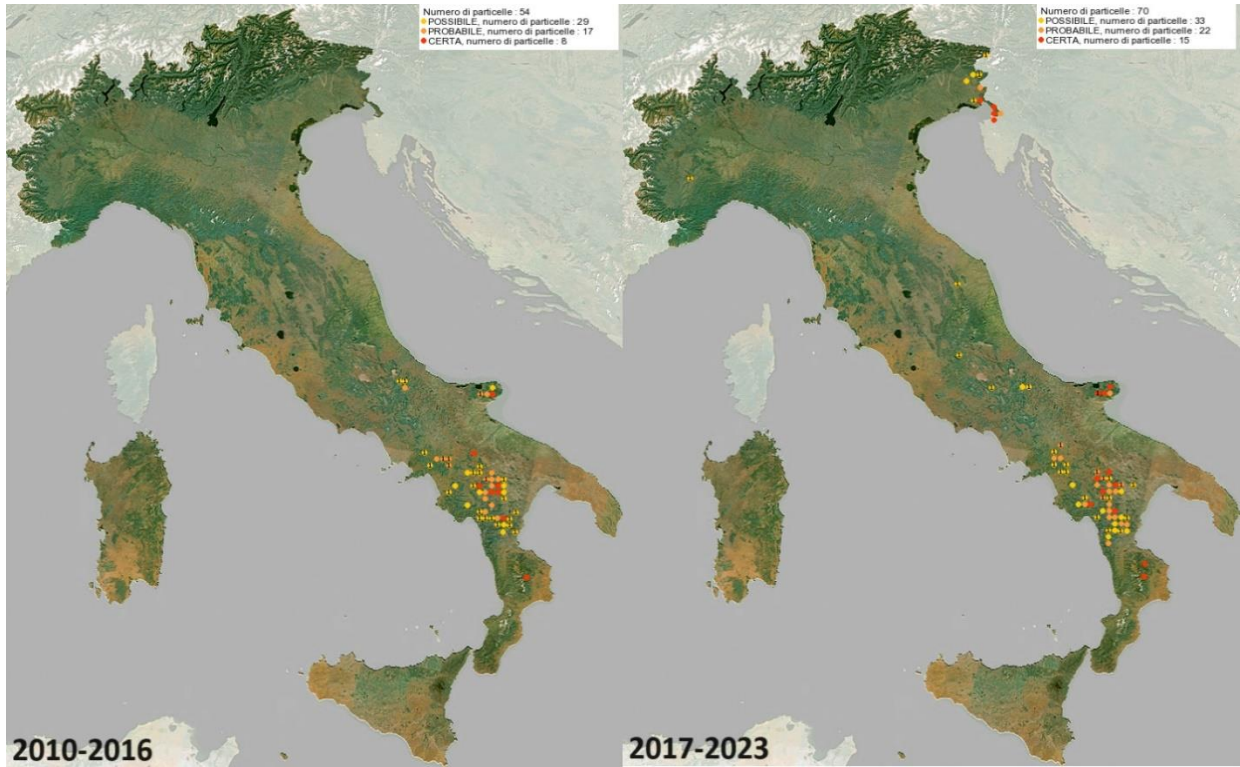 Numero di particelle : 54
POSSIBILE, numero di particelle : 29
PROBABILE, numero di particelle : 17
CERTA, numero di particelle : 8
2010-2016
Numero di particelle : 70
POSSIBILE, numero di particelle : 33
PROBABILE, numero di particelle : 22
CERTA, numero di particelle : 15
2017-2023